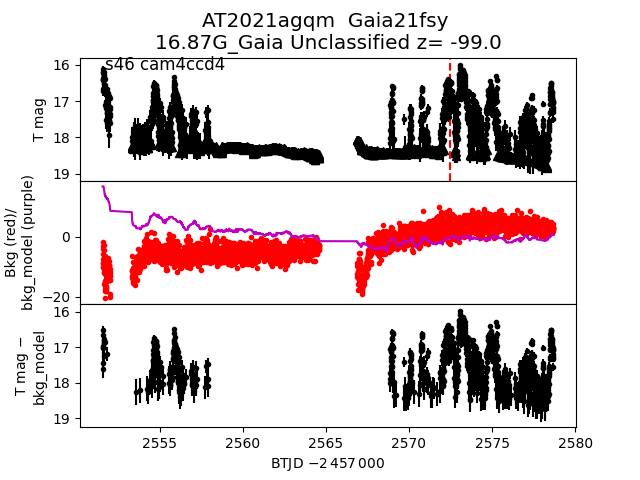 AT2021agqm  Gaia21fsy
16.87G_Gaia Unclassified z= -99.0
s46 cam4ccd4
T mag
16
17
18
19
Bkg (red)/
bkg_model (purple)
0
−20
T mag −
bkg_model
16
17
18
19
2555 2560 2565 2570 2575 2580
BTJD −2 457 000